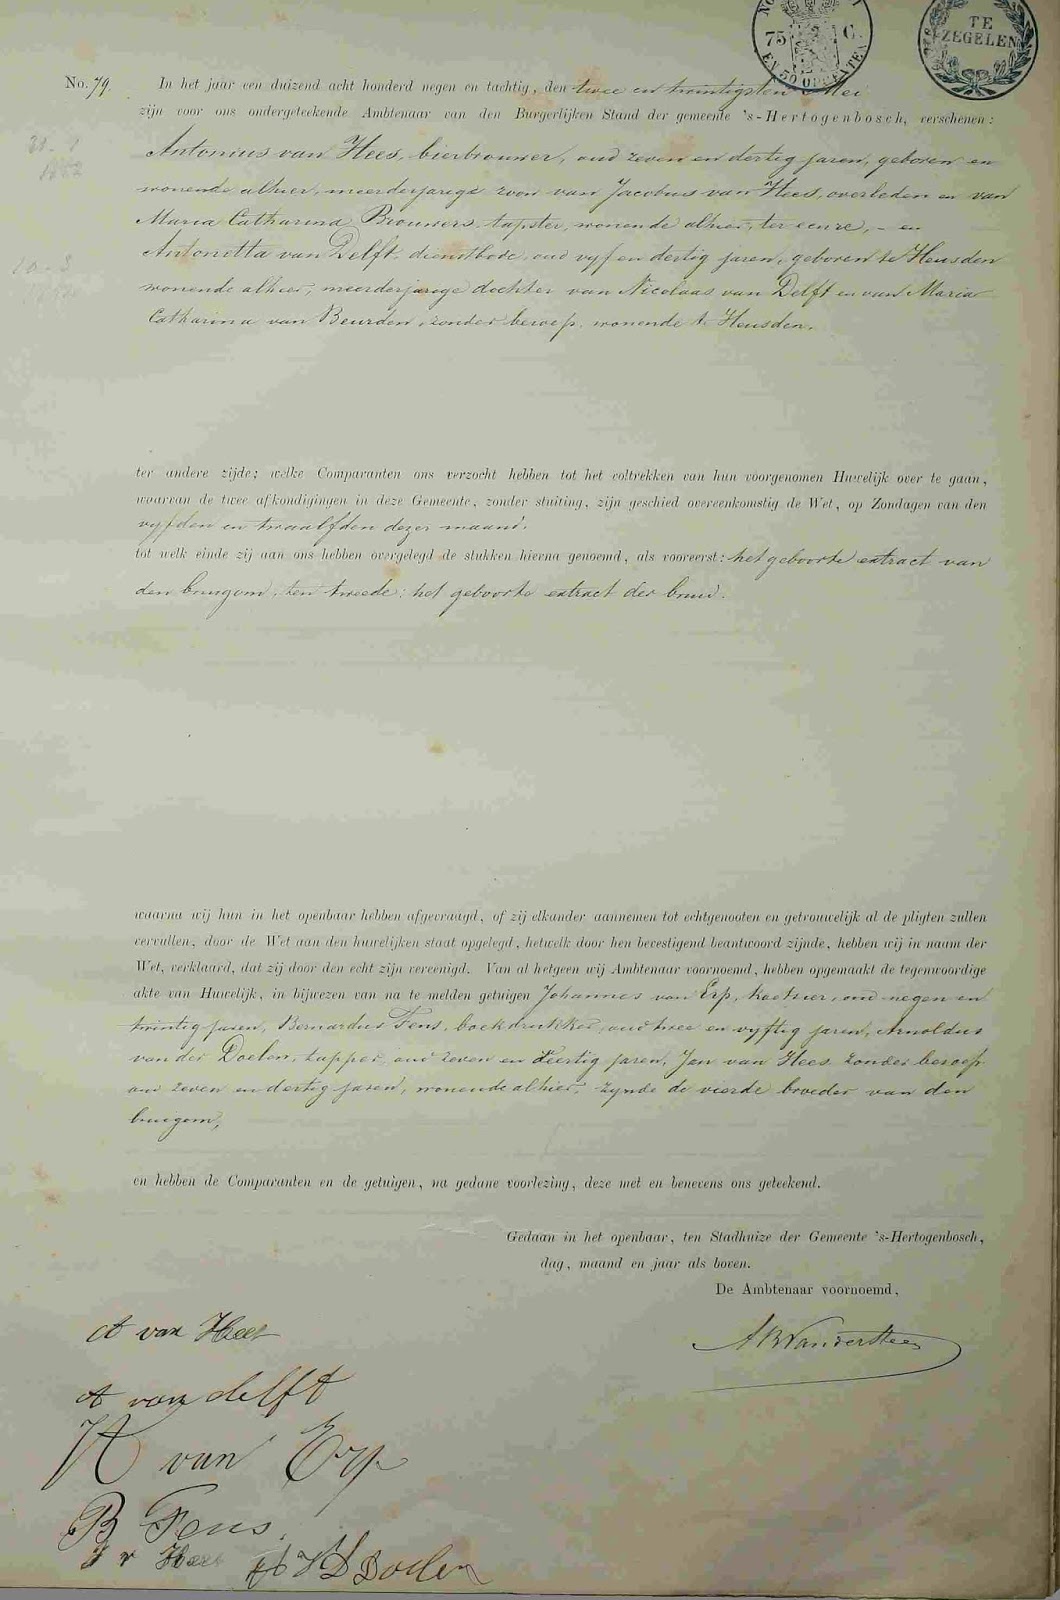 75 C.
EN 50 OPCENTEN
TE
ZEGELEN
No. 79.
In het jaar een duizend acht honderd negen en tachtig, den twee en twintigsten Mei
zijn voor ons ondergeteekende Ambtenaar van den Burgerlijken Stand der gemeente 's-Hertogenbosch, verschenen:
Antonius van Hees, bierbrouwer, oud zeven en dertig jaren, geboren en
wonende alhier, meerderjarige zoon van Jacobus van Hees, overleden en van
Maria Catharina Brouwers, tapster, wonende alhier, ter eenre, - en
Antonetta van Delft, dienstbode, oud vyf en dertig jaren, geboren te Heusden
wonende alhier, meerderjarige dochter van Nicolaas van Delft en van Maria
Catharina van Beurden, zonder beroep, wonende te Heusden.
ter andere zijde; welke Comparanten ons verzocht hebben tot het voltrekken van hun voorgenomen Huwelijk over te gaan,
waarvan de twee afkondigingen in deze Gemeente, zonder stuiting, zijn geschied overeenkomstig de Wet, op Zondagen van den
vyfden en twaalfden dezer maand.
tot welk einde zij aan ons hebben overgelegd de stukken hierna genoemd, als vooreerst: het geboorte extract van
den bruigom, ten tweede: het geboorte extract der bruid.
waarna wij hun in het openbaar hebben afgevraagd, of zij elkander aannemen tot echtgenooten en getrouwelijk al de pligten zullen
vervullen, door de Wet aan den huwelijken staat opgelegd, hetwelk door hen bevestigend beantwoord zijnde, hebben wij in naam der
Wet, verklaard, dat zij door den echt zijn vereenigd. Van al hetgeen wij Ambtenaar voornoemd, hebben opgemaakt de tegenwoordige
akte van Huwelijk, in bijwezen van na te melden getuigen Johannes van Erp, koetsier, oud negen en
twintig jaren, Bernardus Fens, boekdrukker, oud twee en vyftig jaren, Arnoldus
van der Doelen, tapper, oud zeven en veertig jaren, Jan van Hees zonder beroep
oud zeven en dertig jaren, wonende alhier, zynde de vierde broeder van den
bruigom,
en hebben de Comparanten en de getuigen, na gedane voorlezing, deze met en benevens ons geteekend.
Gedaan in het openbaar, ten Stadhuize der Gemeente 's-Hertogenbosch,
dag, maand en jaar als boven.
De Ambtenaar voornoemd,
A van Hees
A van delft
van Erp
B Fens
J v Hees
Doelen